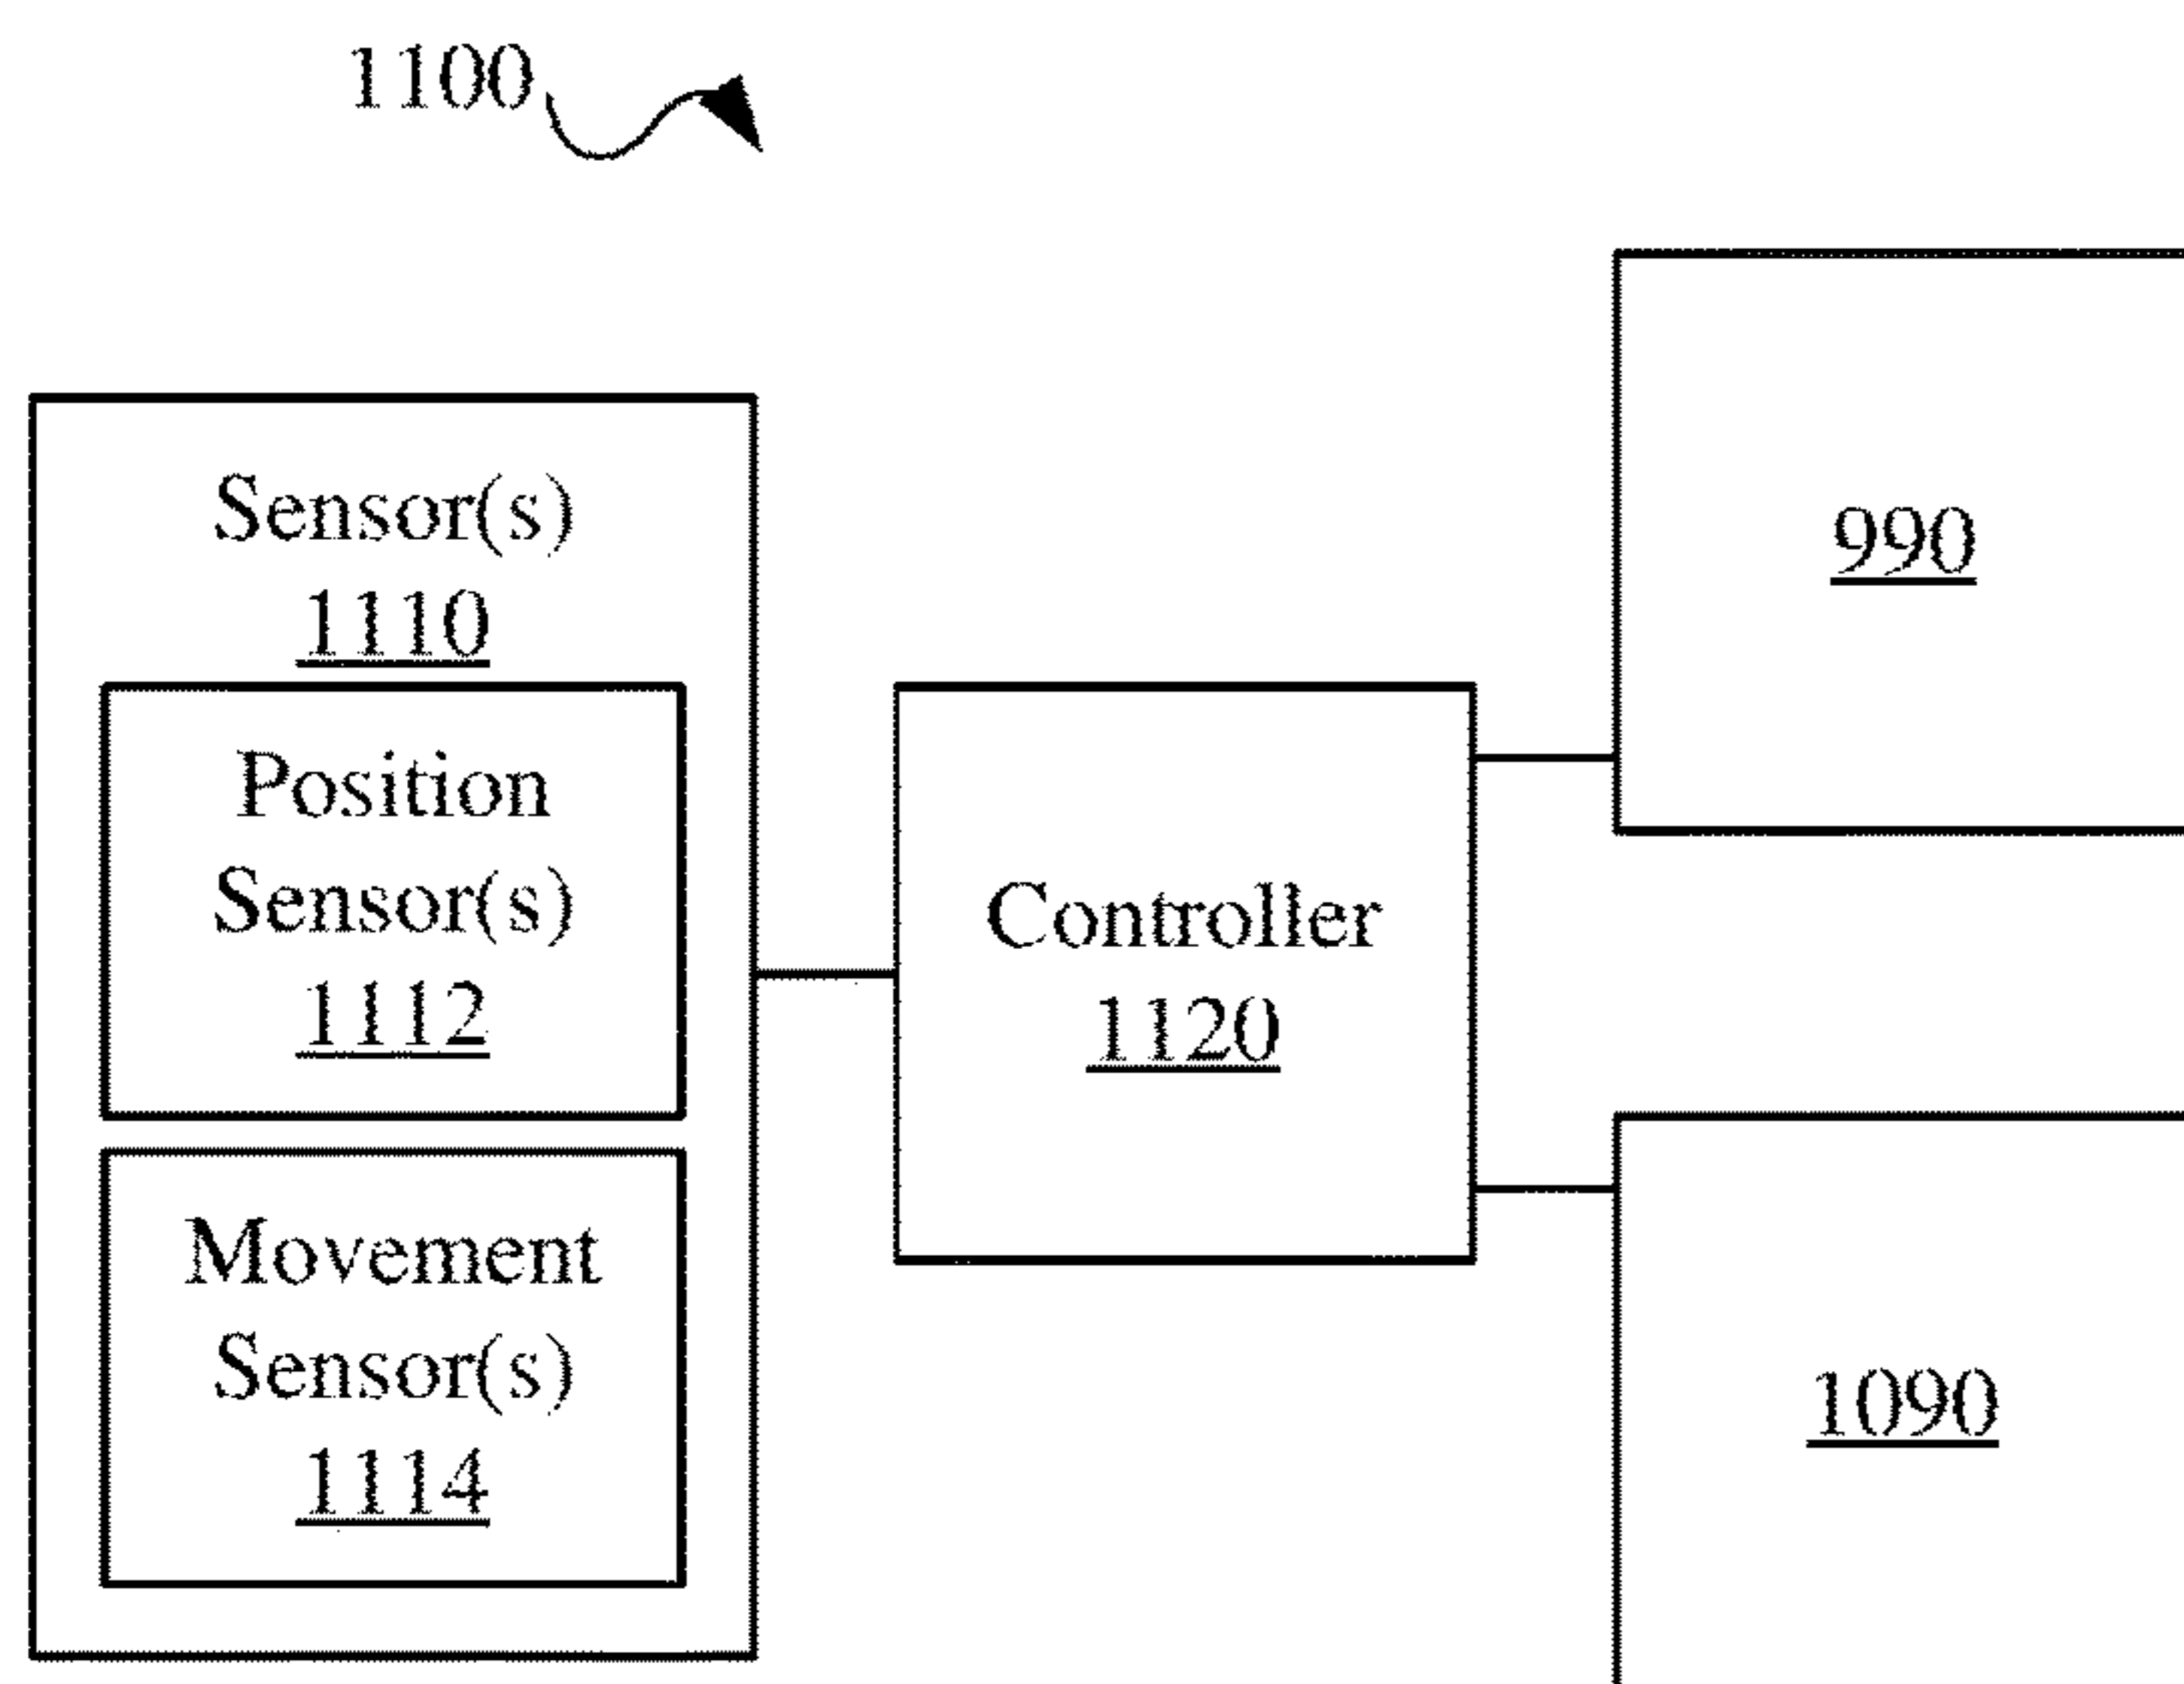 1100
Sensor(s)
1110
Position
Sensor(s)
1112
Movement
Sensor(s)
1114
Controller
1120
990
1090